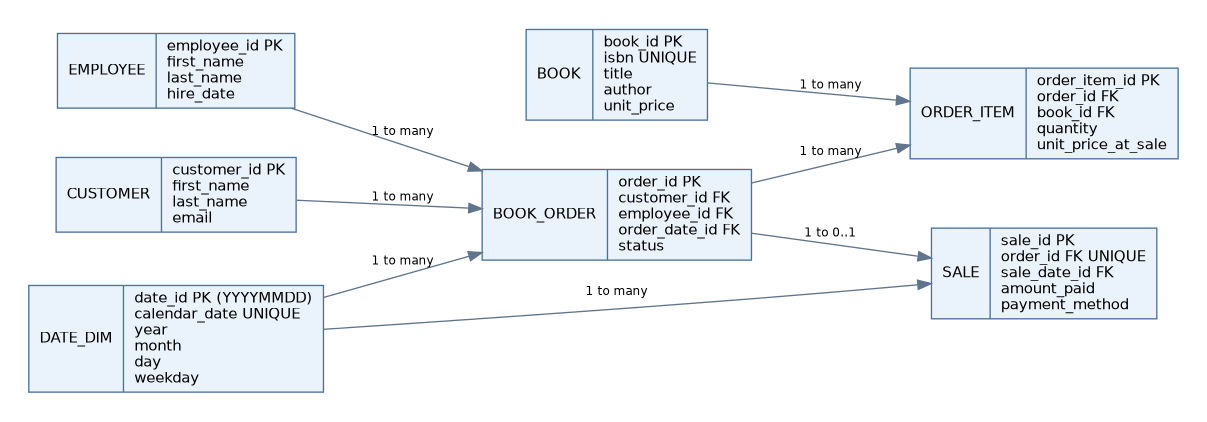 EMPLOYEE
employee_id PK
first_name
last_name
hire_date
BOOK
book_id PK
isbn UNIQUE
title
author
unit_price
ORDER_ITEM
order_item_id PK
order_id FK
book_id FK
quantity
unit_price_at_sale
CUSTOMER
customer_id PK
first_name
last_name
email
BOOK_ORDER
order_id PK
customer_id FK
employee_id FK
order_date_id FK
status
SALE
sale_id PK
order_id FK UNIQUE
sale_date_id FK
amount_paid
payment_method
DATE_DIM
date_id PK (YYYYMMDD)
calendar_date UNIQUE
year
month
day
weekday
1 to many
1 to many
1 to many
1 to many
1 to many
1 to 0..1
1 to many